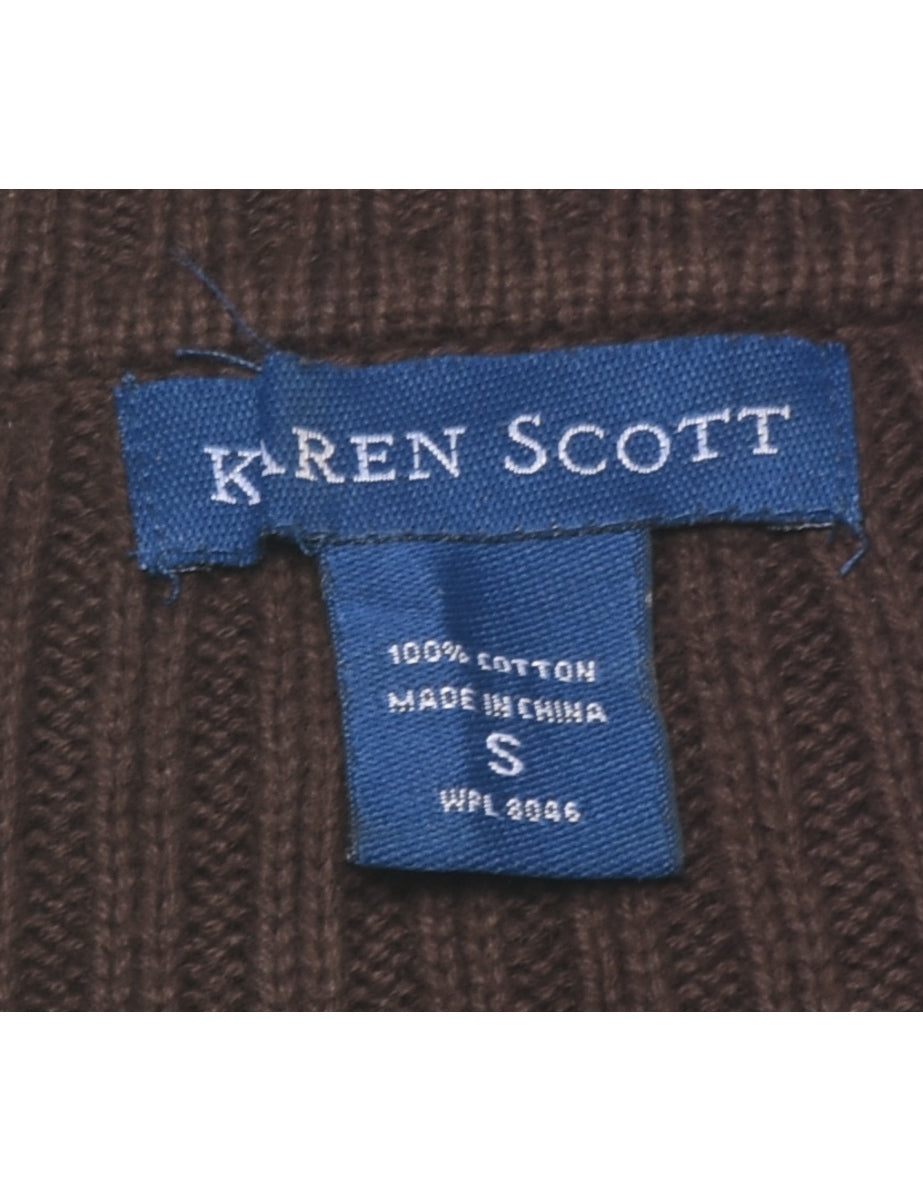 KAREN SCOTT
100% COTTON
MADE IN CHINA
S
WPL 8046